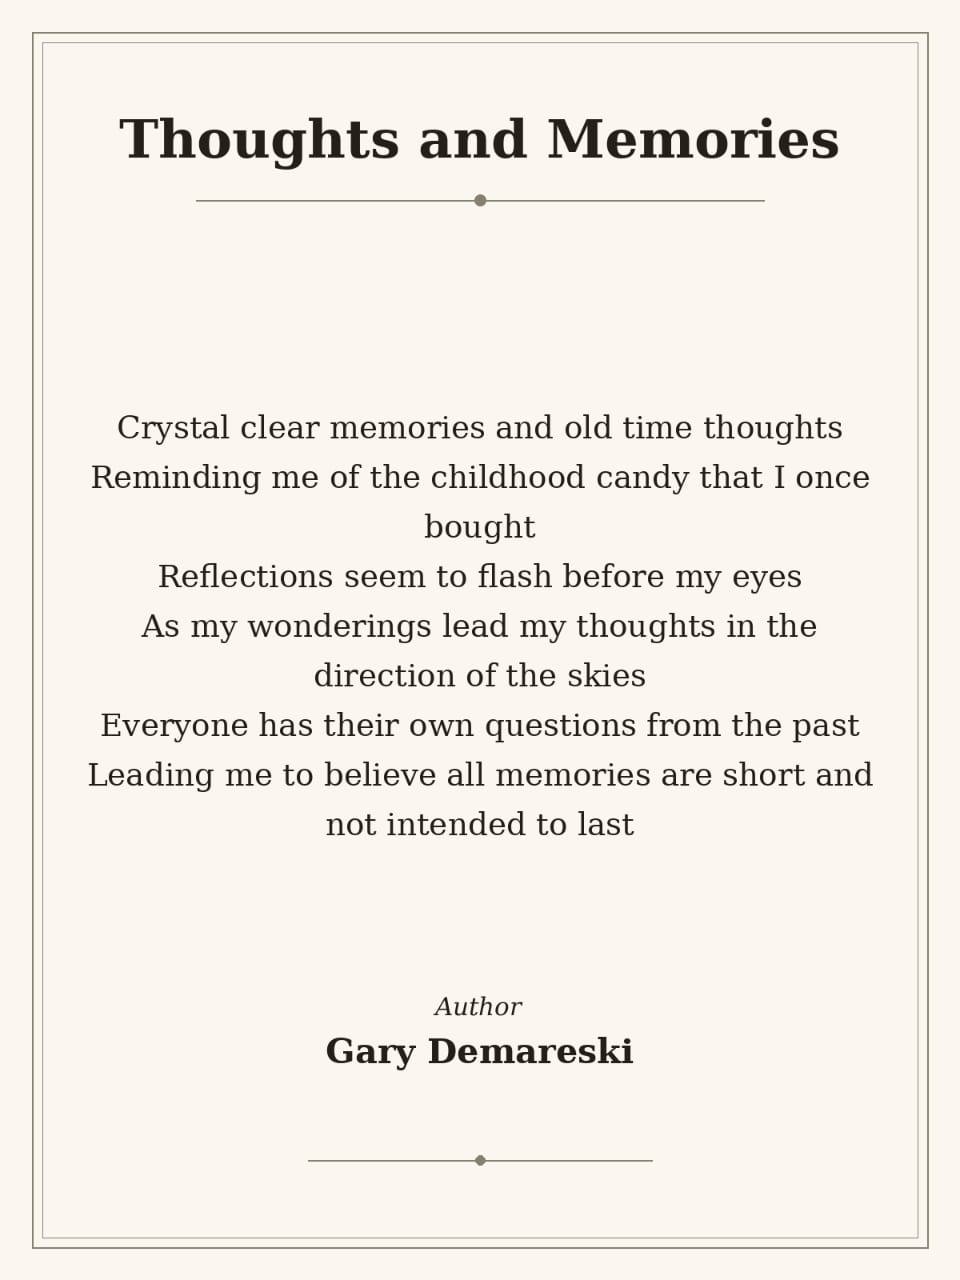 Thoughts and Memories
Crystal clear memories and old time thoughts
Reminding me of the childhood candy that I once
bought
Reflections seem to flash before my eyes
As my wonderings lead my thoughts in the
direction of the skies
Everyone has their own questions from the past
Leading me to believe all memories are short and
not intended to last
Author
Gary Demareski